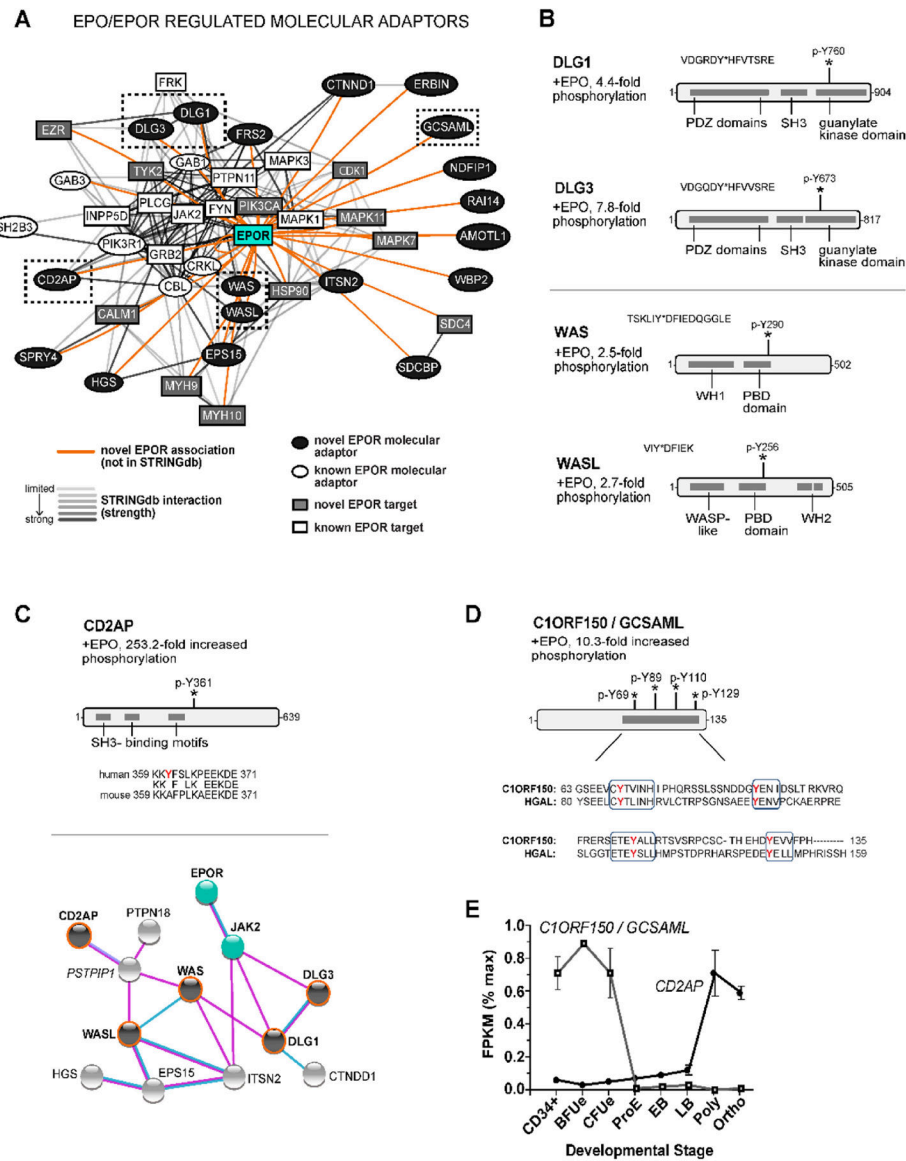 A
EPO/EPOR REGULATED MOLECULAR ADAPTORS
FRK
CTNND1
ERBIN
DLG1
GCSAML
EZR
DLG3
FRS2
GAB1
MAPK3
TYK2
CDK1
NDFIP1
GAB3
PTPN11
PLCG
PIK3CA
RAI14
INPP5D
JAK2
FYN
MAPK1
MAPK11
SH2B3
EPOR
AMOTL1
PIK3R1
MAPK7
GRB2
CRKL
CD2AP
CBL
WAS
HSP90
ITSN2
WBP2
CALM1
WASL
SDC4
SPRY4
EPS15
SDCBP
HGS
MYH9
MYH10
novel EPOR association
(not in STRINGdb)
limited
strong
STRINGdb interaction
(strength)
novel EPOR molecular
adaptor
known EPOR molecular
adaptor
novel EPOR target
known EPOR target
B
DLG1
+EPO, 4.4-fold
phosphorylation
VDGRDY*HFVTSRE
p-Y760
*
1
904
PDZ domains
SH3
guanylate
kinase domain
DLG3
+EPO, 7.8-fold
phosphorylation
VDGQDY*HFVVSRE
p-Y673
*
1
817
PDZ domains
SH3
guanylate
kinase domain
WAS
+EPO, 2.5-fold
phosphorylation
TSKLIY*DFIEDQGGLE
p-Y290
*
1
502
WH1
PBD
domain
WASL
+EPO, 2.7-fold
phosphorylation
VIY*DFIEK
p-Y256
*
1
505
WASP-
like
PBD
domain
WH2
C
CD2AP
+EPO, 253.2-fold increased
phosphorylation
p-Y361
*
1
639
SH3- binding motifs
human 359 KKYFSLKPEEKDE 371
KK F LK EEKDE
mouse 359 KKAFPLKAEEKDE 371
EPOR
CD2AP
PTPN18
JAK2
PSTPIP1
WAS
DLG3
WASL
DLG1
HGS
EPS15
ITSN2
CTNDD1
D
C1ORF150 / GCSAML
+EPO, 10.3-fold increased
phosphorylation
p-Y89
p-Y110
p-Y69
* * * *
p-Y129
1
135
C1ORF150: 63 GSEEVCYTVINHIPHQRSSLSSNDDGYENIDSLTRKVRQ
HGAL: 80 YSEELCYTLINHRVLCTRPSGNSAEEYENVPCKAERPRE
C1ORF150: FRERSETEYALLRTSVSRPCSC-THEHDYEVVFPH--------- 135
HGAL: SLGGTETEYSLLHMPSTDPRHARSPEDEYELLMPHRISSH 159
E
C1ORF150 / GCSAML
CD2AP
FPKM (% max)
1.0
0.8
0.6
0.4
0.2
0.0
CD34+
BFUe
CFUe
ProE
EB
LB
Poly
Ortho
Developmental Stage